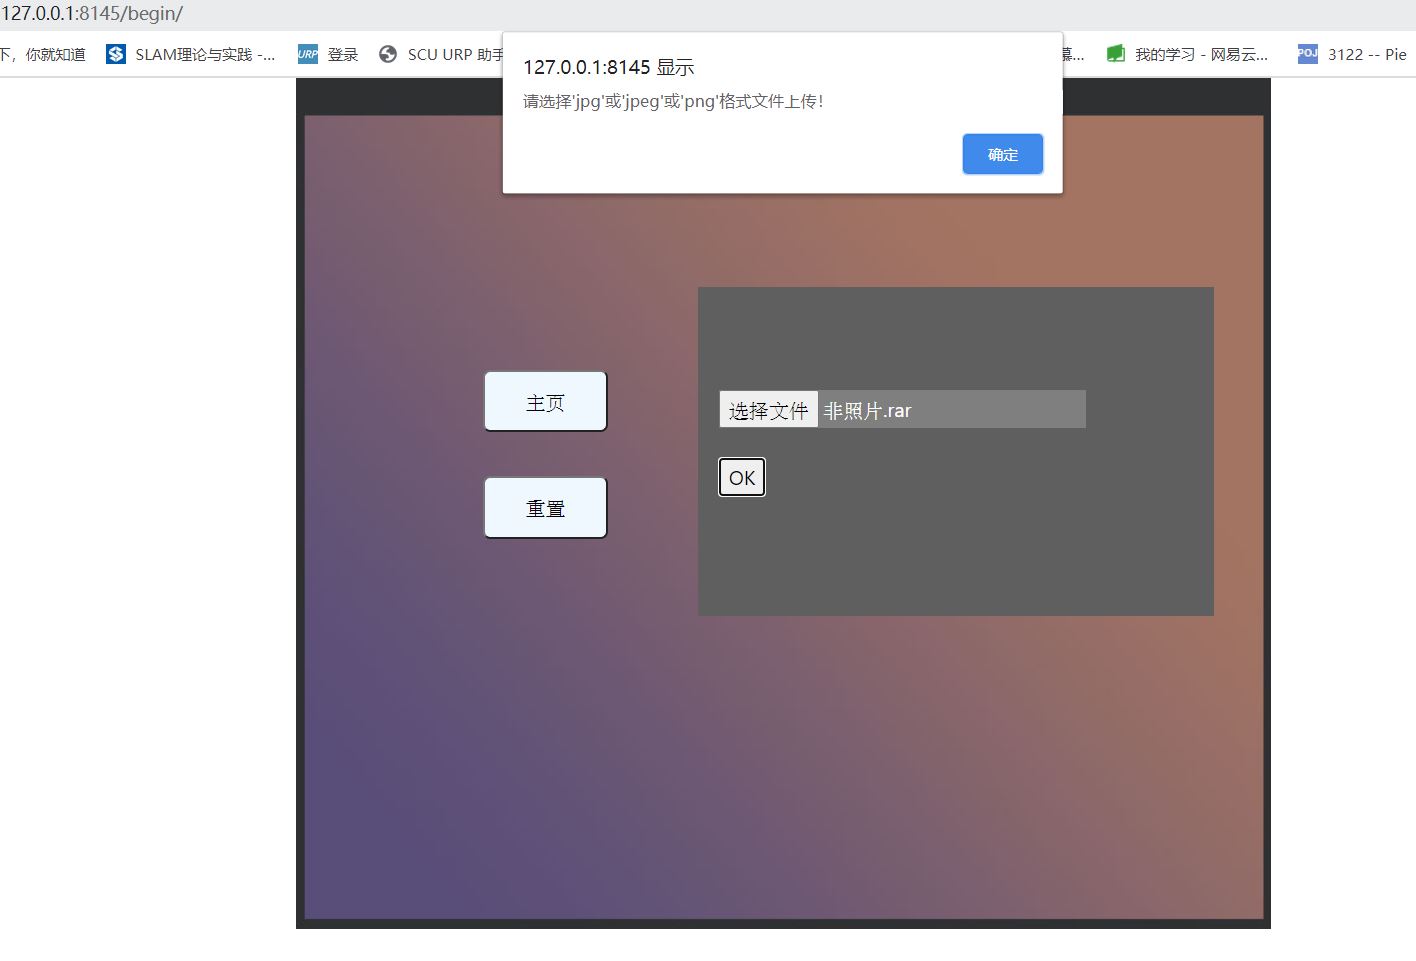 127.0.0.1:8145/begin/
下，你就知道 SLAM理论与实践 -... URP 登录 SCU URP 助手 慕... 我的学习 - 网易云... POJ 3122 -- Pie
127.0.0.1:8145 显示
请选择'jpg'或'jpeg'或'png'格式文件上传！
确定
选择文件 非照片.rar
主页
OK
重置